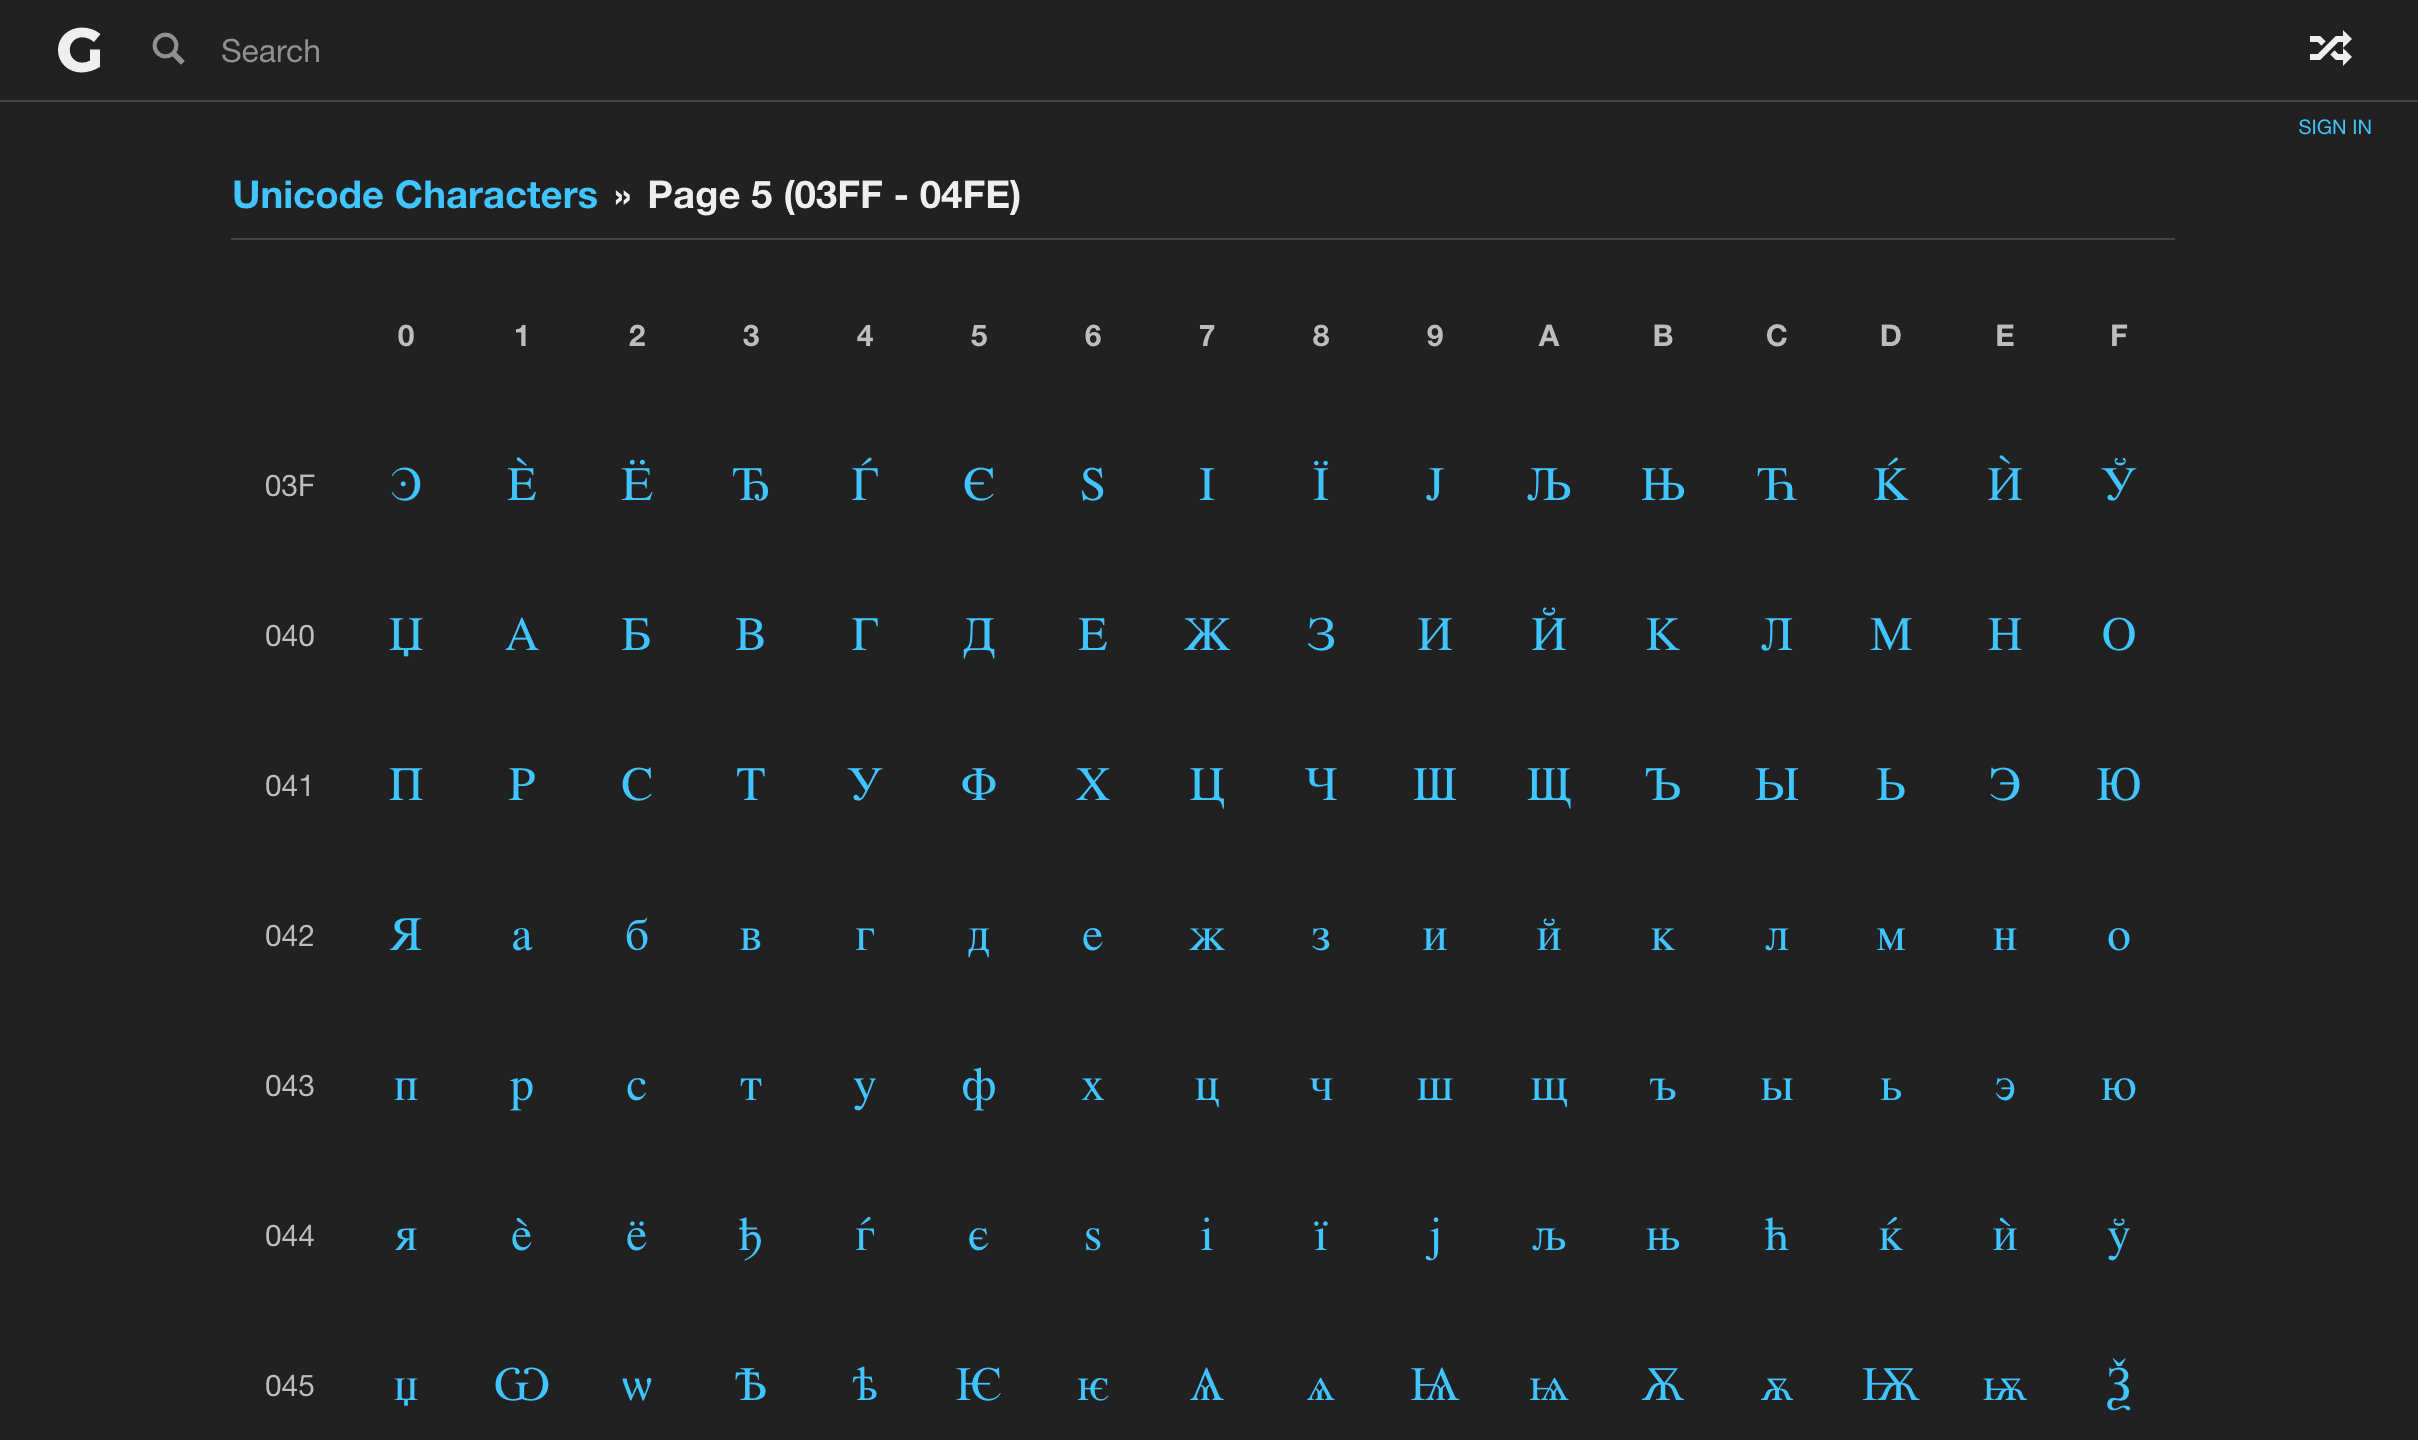 G Search
SIGN IN
Unicode Characters » Page 5 (03FF - 04FE)
0 1 2 3 4 5 6 7 8 9 A B C D E F
03F Ͽ Ѐ Ё Ђ Ѓ Є Ѕ І Ї Ј Љ Њ Ћ Ќ Ѝ Ў
040 Џ А Б В Г Д Е Ж З И Й К Л М Н О
041 П Р С Т У Ф Х Ц Ч Ш Щ Ъ Ы Ь Э Ю
042 Я а б в г д е ж з и й к л м н о
043 п р с т у ф х ц ч ш щ ъ ы ь э ю
044 я ѐ ё ђ ѓ є ѕ і ї ј љ њ ћ ќ ѝ ў
045 џ Ѡ ѡ Ѣ ѣ Ѥ ѥ Ѧ ѧ Ѩ ѩ Ѫ ѫ Ѭ ѭ Ѯ